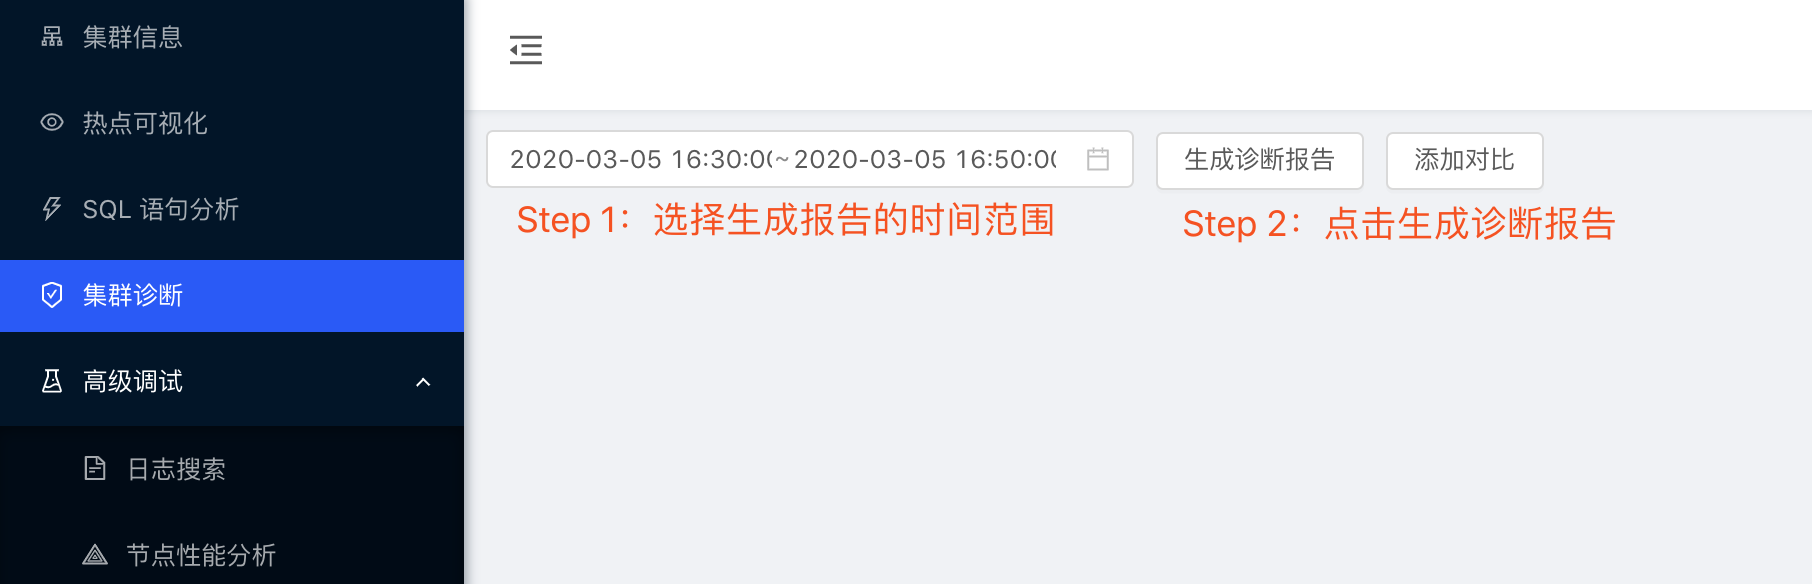 集群信息
热点可视化
SQL 语句分析
集群诊断
高级调试
日志搜索
节点性能分析
2020-03-05 16:30:00~2020-03-05 16:50:00
生成诊断报告
添加对比
Step 1：选择生成报告的时间范围
Step 2：点击生成诊断报告